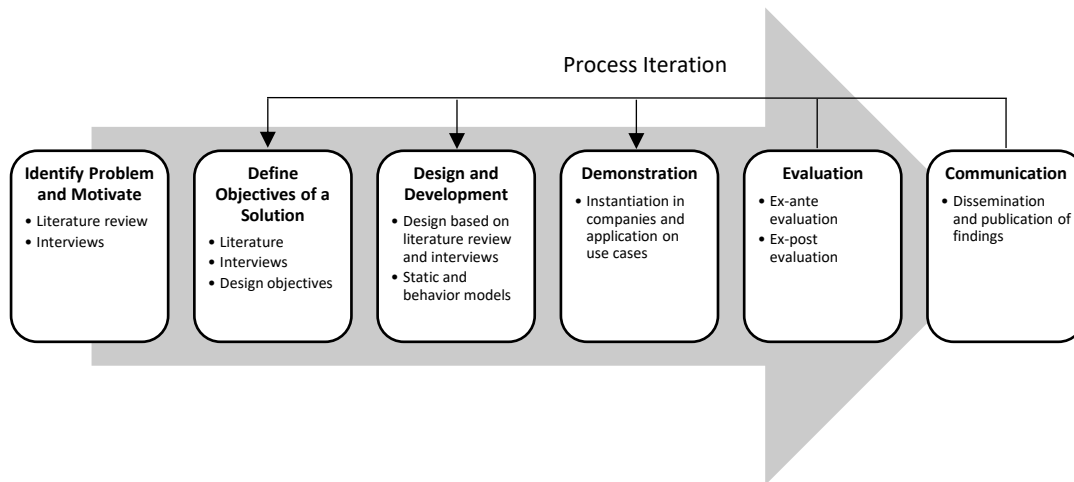 Process Iteration
Identify Problem
and Motivate
• Literature review
• Interviews
Define
Objectives of a
Solution
• Literature
• Interviews
• Design objectives
Design and
Development
• Design based on
literature review
and interviews
• Static and
behavior models
Demonstration
• Instantiation in
companies and
application on
use cases
Evaluation
• Ex-ante
evaluation
• Ex-post
evaluation
Communication
• Dissemination
and publication of
findings